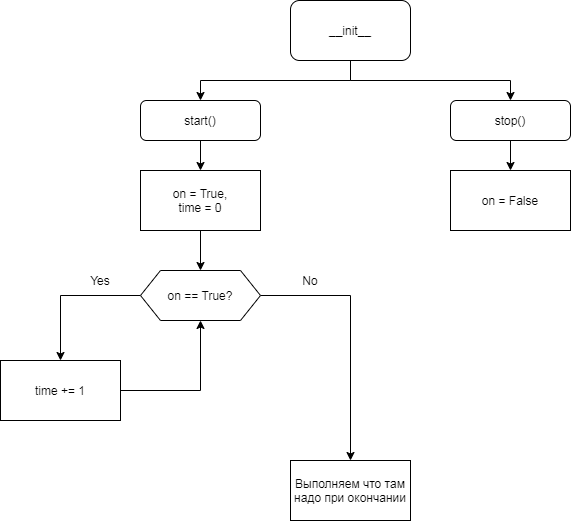 __init__
start()
stop()
on = True,
time = 0
on = False
Yes
on == True?
No
time += 1
Выполняем что там
надо при окончании